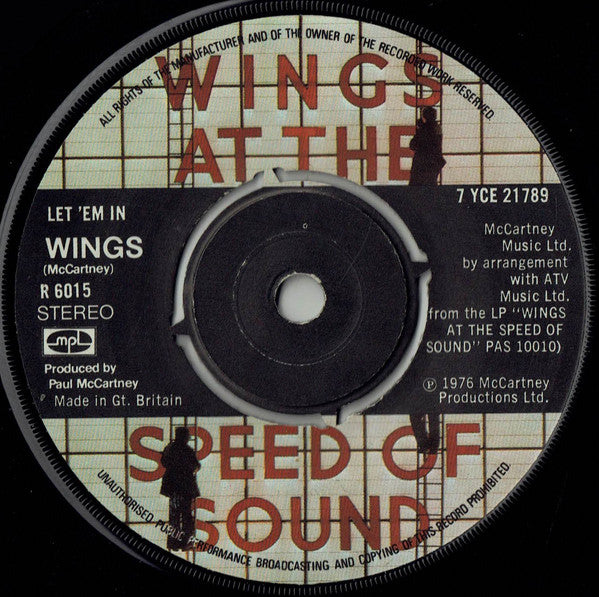 ALL RIGHTS OF THE MANUFACTURER AND OF THE OWNER OF THE RECORDED WORK RESERVED.
WINGS
AT THE
LET 'EM IN
WINGS
(McCartney)
R 6015
STEREO
mpl
Produced by
Paul McCartney
Made in Gt. Britain
7 YCE 21789
McCartney
Music Ltd.
by arrangement
with ATV
Music Ltd.
from the LP "WINGS
AT THE SPEED OF
SOUND" PAS 10010)
Ⓟ 1976 McCartney
Productions Ltd.
SPEED OF
SOUND
UNAUTHORISED PUBLIC PERFORMANCE BROADCASTING AND COPYING OF THIS RECORD PROHIBITED.